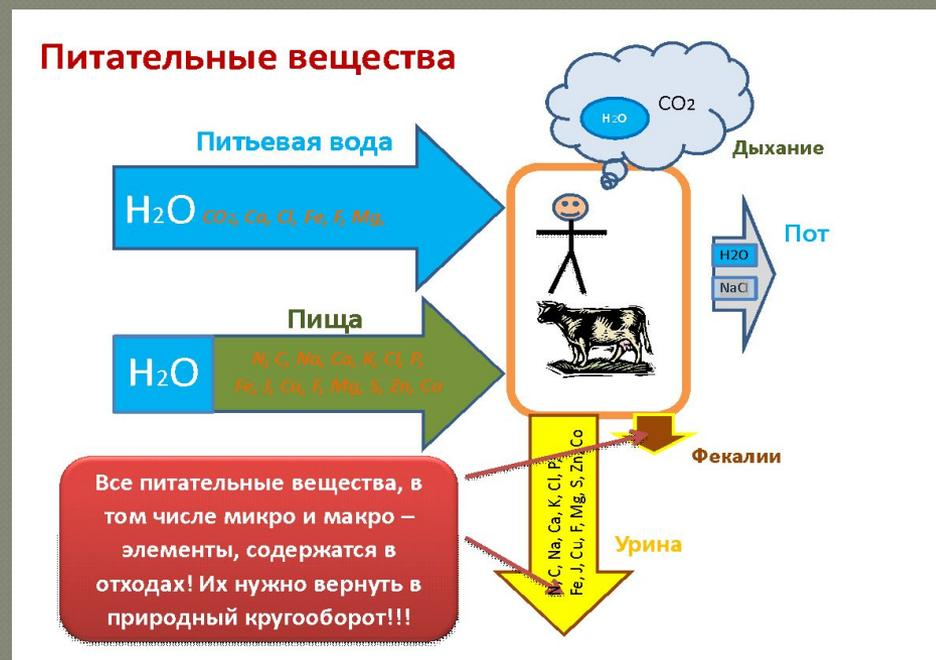 Питательные вещества
CO2
H2O
Питьевая вода
Дыхание
H2O CO2, Ca, Cl, Fe, F, Mg,
Пот
H2O
NaCl
Пища
H2O
N, C, Na, Ca, K, Cl, P,
Fe, J, Cu, F, Mg, S, Zn, Co
N, C, Na, Ca, K, Cl, P,
Fe, J, Cu, F, Mg, S, Zn, Co
Фекалии
Урина
Все питательные вещества, в
том числе микро и макро –
элементы, содержатся в
отходах! Их нужно вернуть в
природный кругооборот!!!